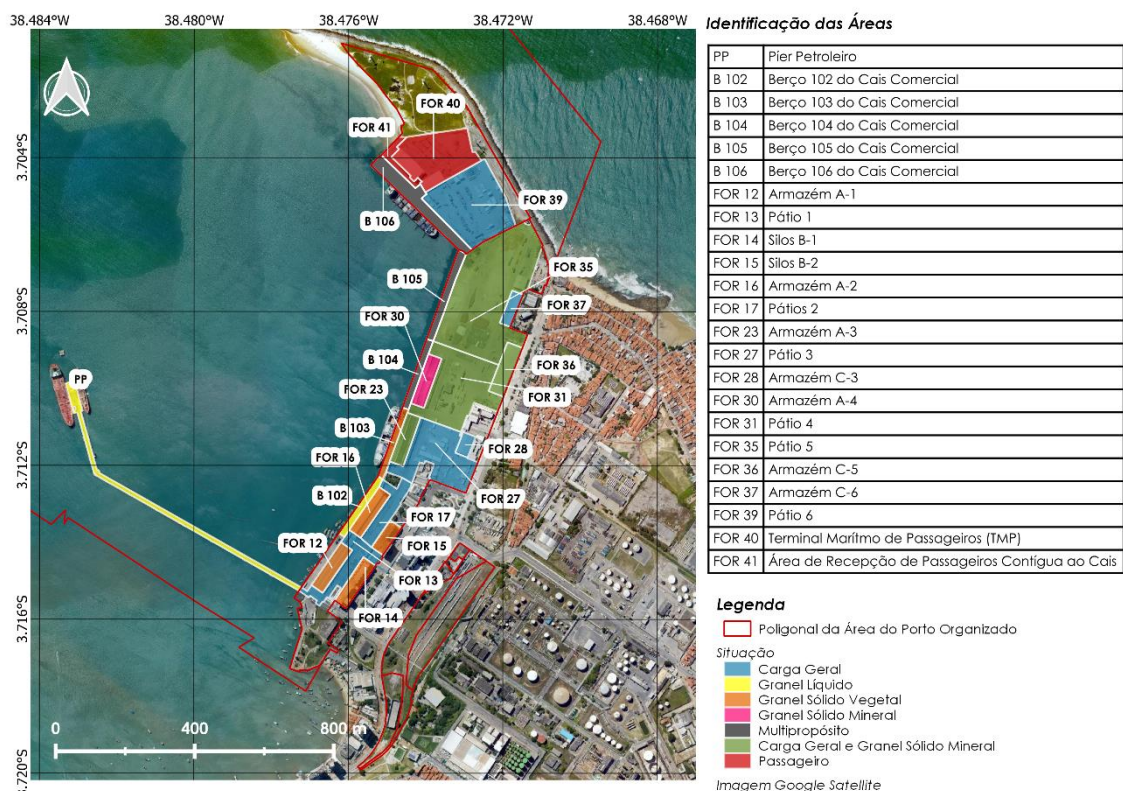 38.484°W 38.480°W 38.476°W 38.472°W 38.468°W
3.704°S
3.708°S
3.712°S
3.716°S
3.720°S
FOR 40
FOR 41
FOR 39
B 106
FOR 35
B 105
FOR 37
FOR 30
B 104
FOR 36
FOR 23
FOR 31
B 103
FOR 28
FOR 16
FOR 27
B 102
FOR 17
FOR 12
FOR 15
FOR 13
FOR 14
PP
0 400 800 m
Identificação das Áreas
PP Píer Petroleiro
B 102 Berço 102 do Cais Comercial
B 103 Berço 103 do Cais Comercial
B 104 Berço 104 do Cais Comercial
B 105 Berço 105 do Cais Comercial
B 106 Berço 106 do Cais Comercial
FOR 12 Armazém A-1
FOR 13 Pátio 1
FOR 14 Silos B-1
FOR 15 Silos B-2
FOR 16 Armazém A-2
FOR 17 Pátios 2
FOR 23 Armazém A-3
FOR 27 Pátio 3
FOR 28 Armazém C-3
FOR 30 Armazém A-4
FOR 31 Pátio 4
FOR 35 Pátio 5
FOR 36 Armazém C-5
FOR 37 Armazém C-6
FOR 39 Pátio 6
FOR 40 Terminal Marítmo de Passageiros (TMP)
FOR 41 Área de Recepção de Passageiros Contígua ao Cais
Legenda
Poligonal da Área do Porto Organizado
Situação
Carga Geral
Granel Líquido
Granel Sólido Vegetal
Granel Sólido Mineral
Multipropósito
Carga Geral e Granel Sólido Mineral
Passageiro
Imagem Google Satellite